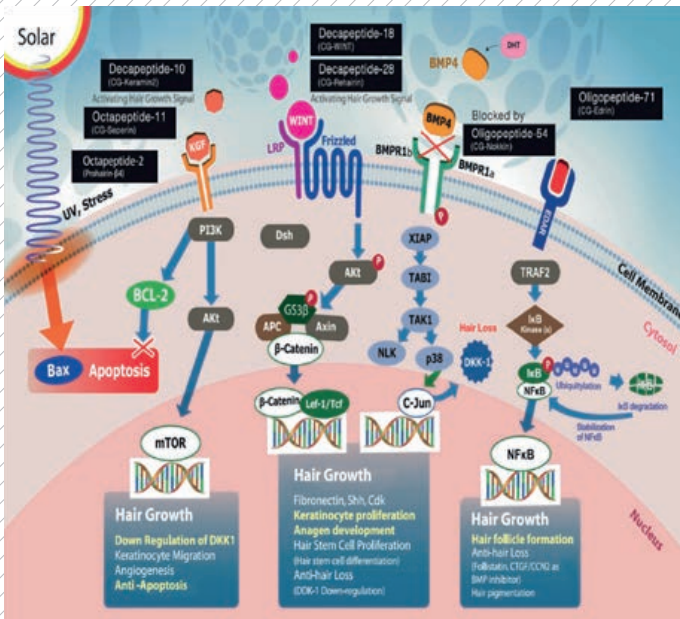 Solar
Decapeptide-10
(CG-Keramin2)
Activating Hair Growth Signal
Octapeptide-11
(CG-Seperin)
Octapeptide-2
(Prohairin-β4)
UV, Stress
KGF
Decapeptide-18
(CG-WINT)
Decapeptide-28
(CG-Rehairin)
Activating Hair Growth Signal
WINT
LRP
Frizzled
BMP4
DHT
BMP4
BMPR1b
BMPR1a
Blocked by
Oligopeptide-54
(CG-Nokkin)
Oligopeptide-71
(CG-Edrin)
EDAR
Cell Membrane
Cytosol
Nucleus
PI3K
BCL-2
AKt
Bax
Apoptosis
mTOR
Dsh
AKt
P
GS3β
P
APC
Axin
β-Catenin
β-Catenin
Lef-1/Tcf
P
XIAP
TABI
TAK1
NLK
p38
Hair Loss
DKK-1
C-Jun
TRAF2
IκB
Kinase (s)
IκB
P
NFκB
Ubiquitylation
IκB
IκB degradation
Stabilization
of NFκB
NFκB
Hair Growth
Down Regulation of DKK1
Keratinocyte Migration
Angiogenesis
Anti -Apoptosis
Hair Growth
Fibronectin, Shh, Cdk
Keratinocyte proliferation
Anagen development
Hair Stem Cell Proliferation
(Hair stem cell differentiation)
Anti-hair Loss
(DDK-1 Down-regulation)
Hair Growth
Hair follicle formation
Anti-hair Loss
(Follistatin, CTGF/CCN2 as
BMP inhibitor)
Hair pigmentation